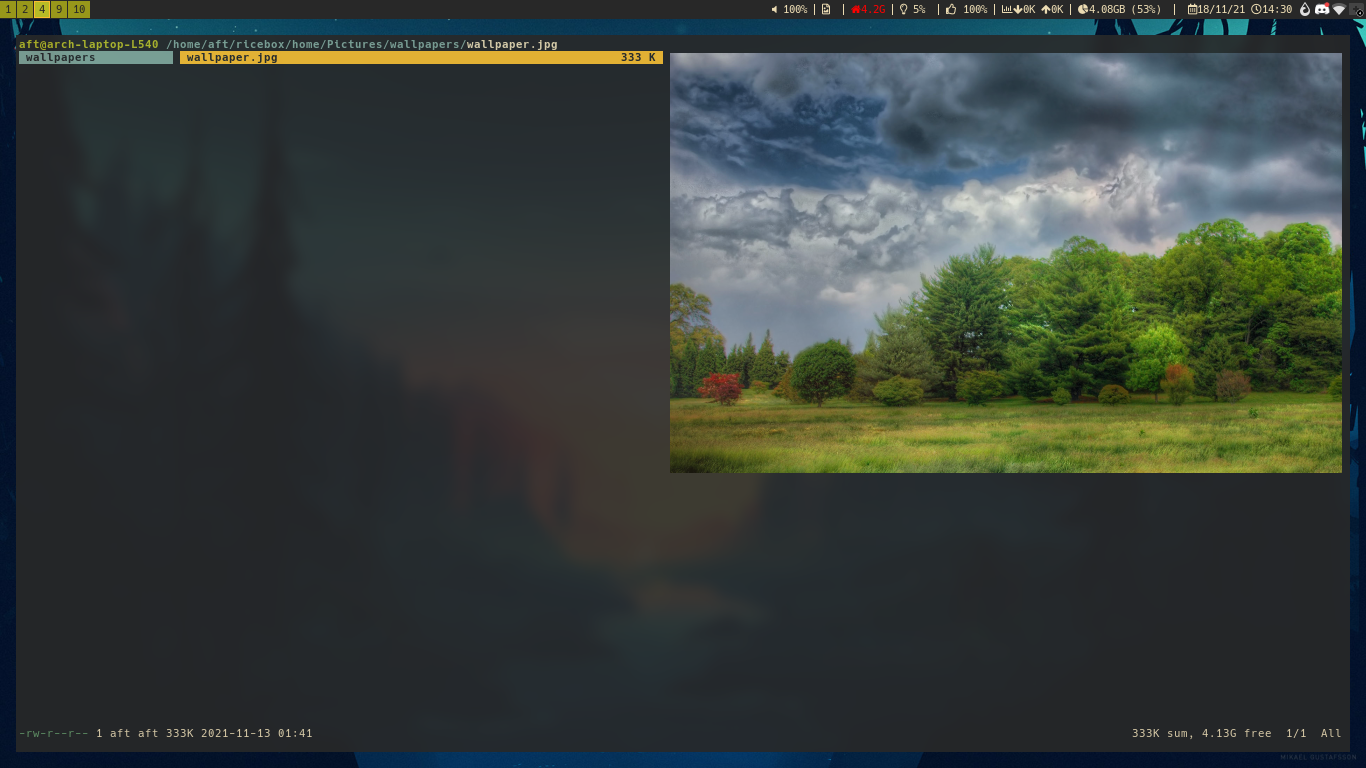 1 2 4 9 10 100% 4.2G 5% 100% 0K 0K 4.08GB (53%) 18/11/21 14:30
aft@arch-laptop-L540 /home/aft/ricebox/home/Pictures/wallpapers/wallpaper.jpg
wallpapers wallpaper.jpg 333 K
-rw-r--r-- 1 aft aft 333K 2021-11-13 01:41 333K sum, 4.13G free 1/1 All
MIKAEL GUSTAFSSON